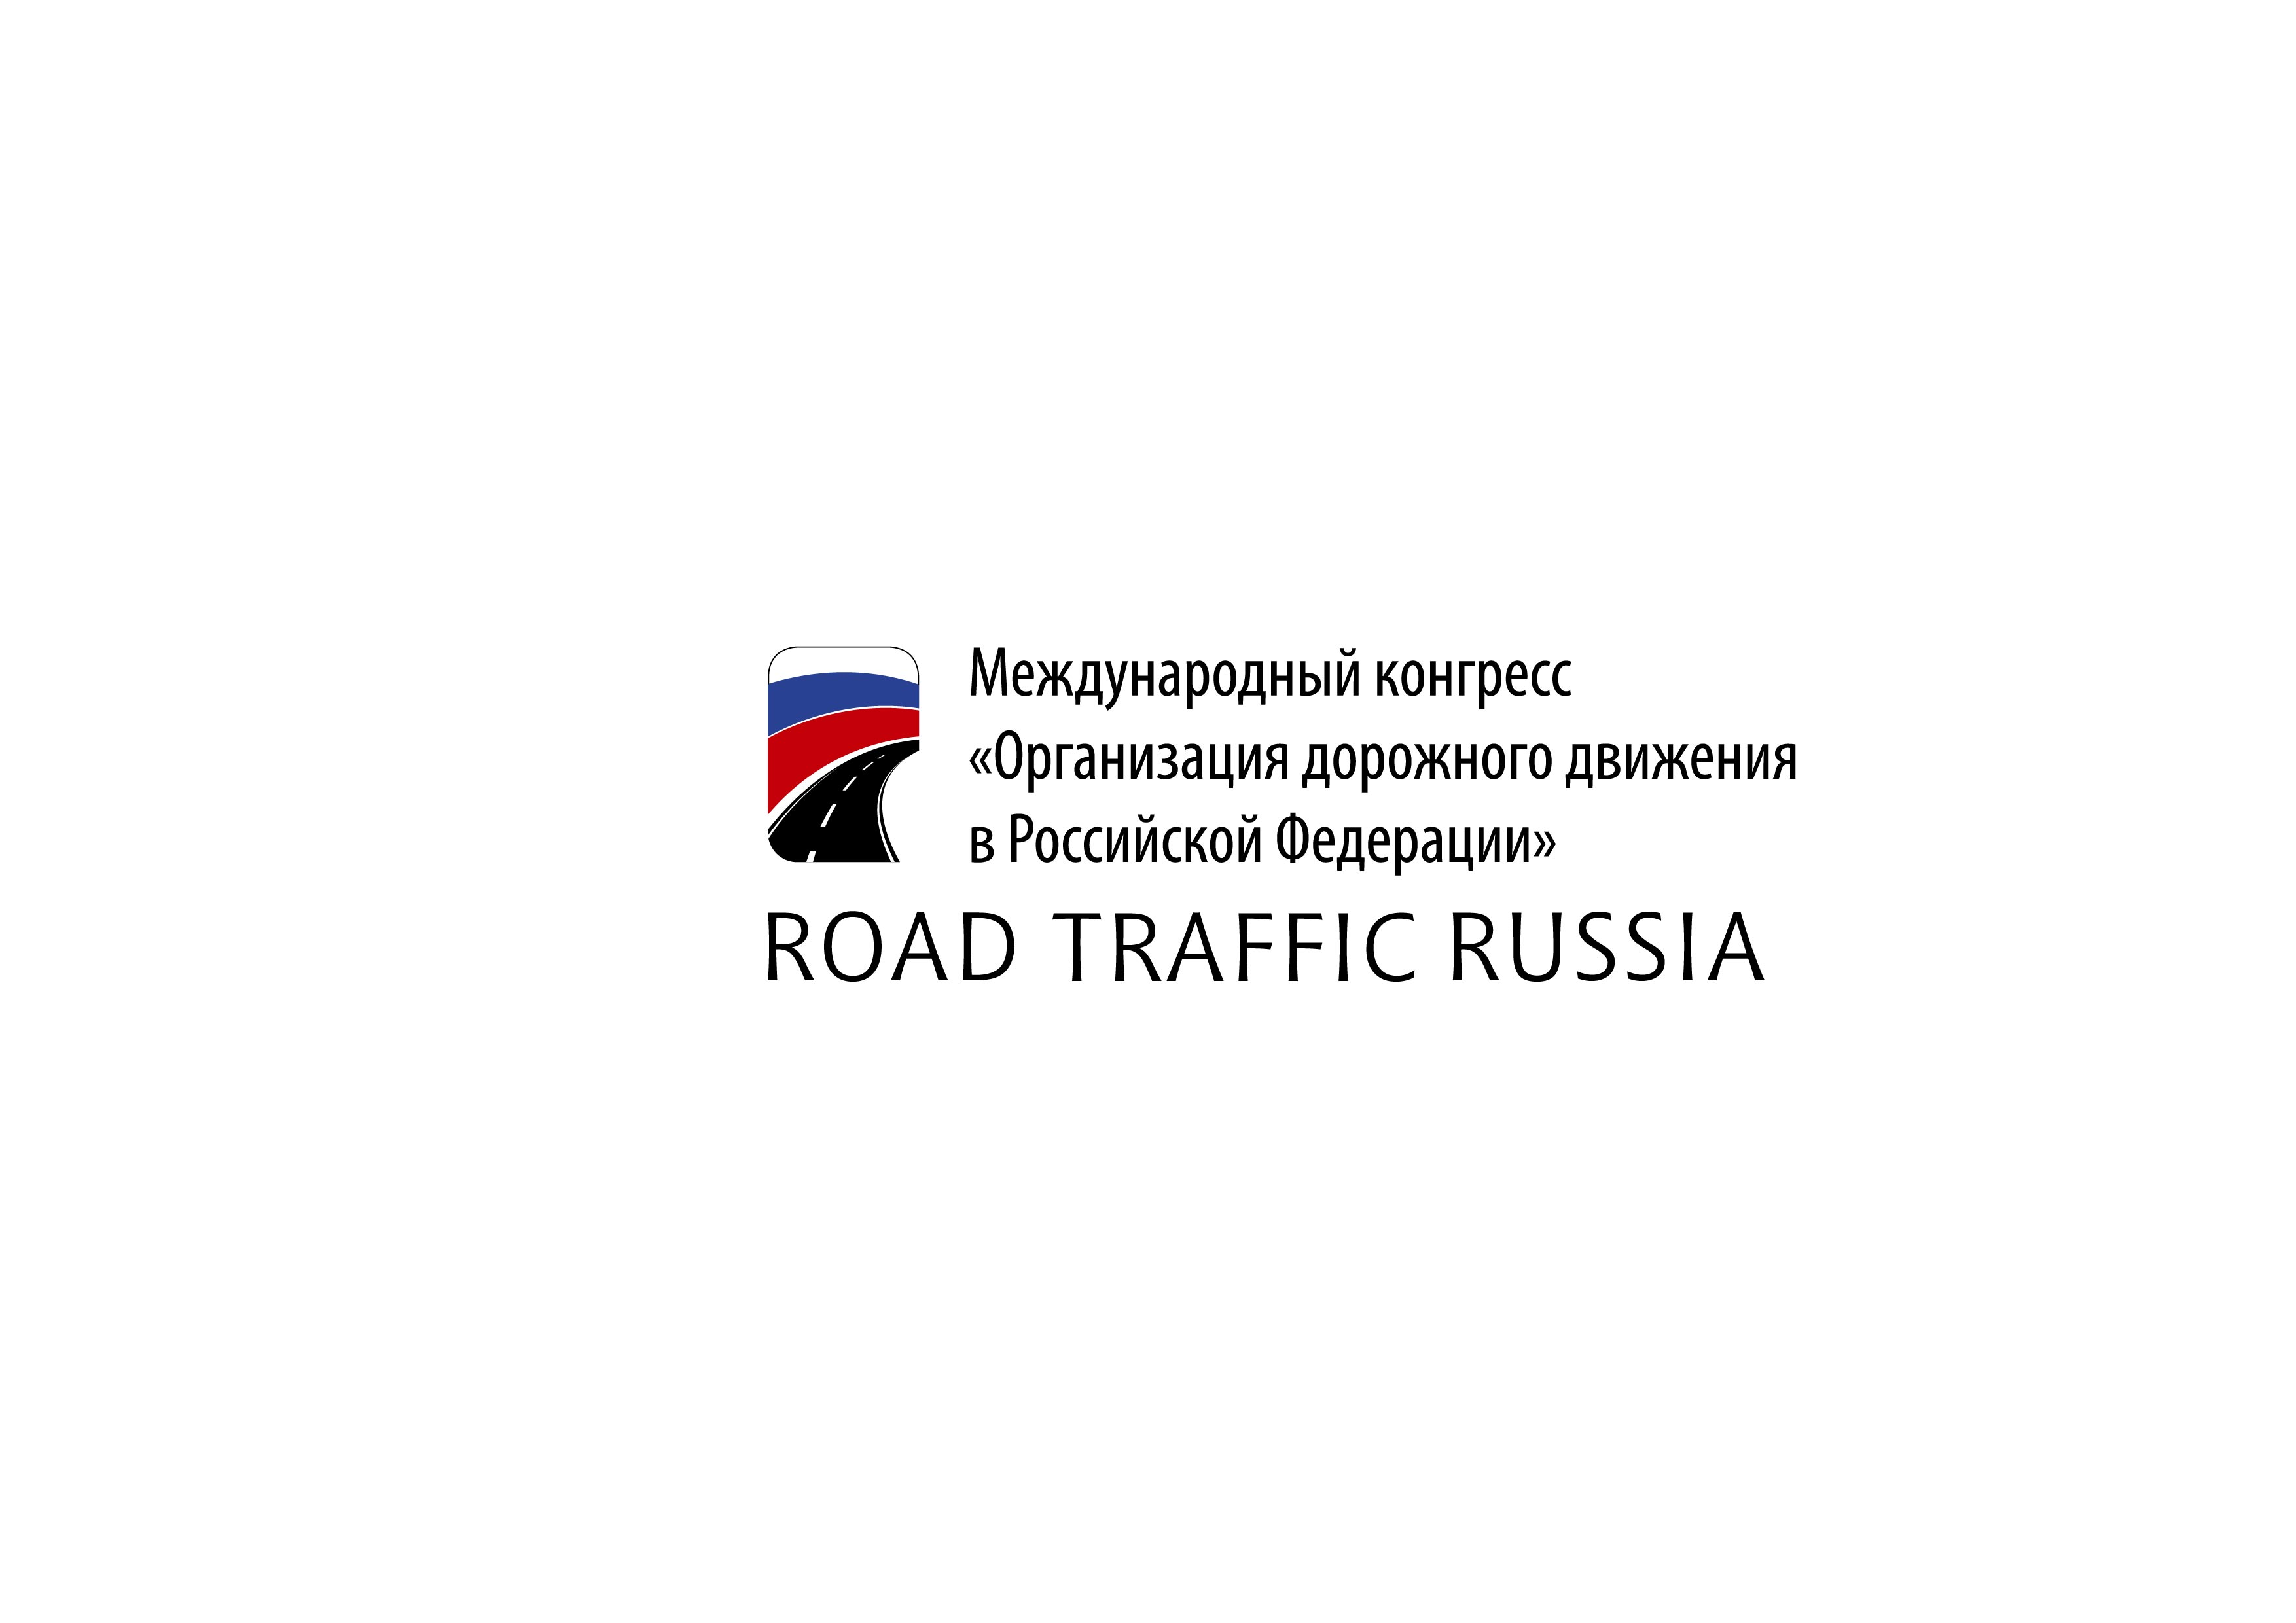 Международный конгресс
«Организация дорожного движения
в Российской Федерации»
ROAD TRAFFIC RUSSIA